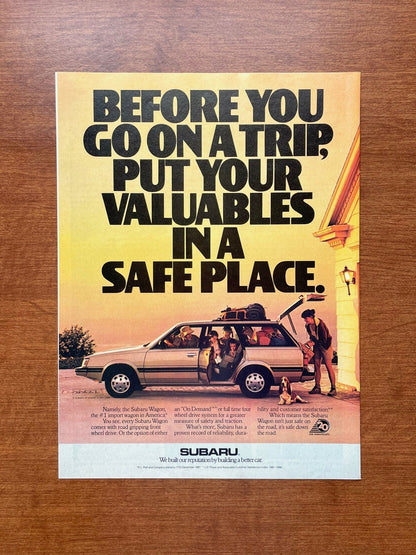 BEFORE YOU
GO ON A TRIP,
PUT YOUR
VALUABLES
IN A
SAFE PLACE.
Namely, the Subaru Wagon,
the #1 import wagon in America.*
You see, every Subaru Wagon
comes with road gripping front
wheel drive. Or the option of either
an "On Demand"™ or full time four
wheel drive system for a greater
measure of safety and traction.
What's more, Subaru has a
proven record of reliability, dura-
bility and customer satisfaction.**
Which means the Subaru
Wagon isn't just safe on
the road, it's safe down
the road.
20
SUBARU.
We built our reputation by building a better car.